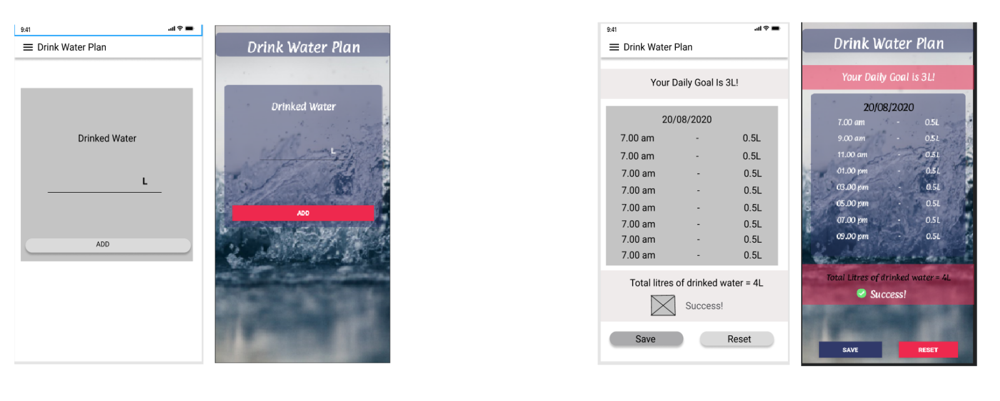 9:41
Drink Water Plan
Drinked Water
L
ADD
Drink Water Plan
Drinked Water
L
ADD
9:41
Drink Water Plan
Your Daily Goal Is 3L!
20/08/2020
7.00 am - 0.5L
7.00 am - 0.5L
7.00 am - 0.5L
7.00 am - 0.5L
7.00 am - 0.5L
7.00 am - 0.5L
7.00 am - 0.5L
7.00 am - 0.5L
Total litres of drinked water = 4L
Success!
Save Reset
Drink Water Plan
Your Daily Goal is 3L!
20/08/2020
7.00 am - 0.5L
9.00 am - 0.5L
11.00 am - 0.5L
01.00 pm - 0.5L
03.00 pm - 0.5L
05.00 pm - 0.5L
07.00 pm - 0.5L
09.00 pm - 0.5L
Total Litres of drinked water = 4L
Success!
SAVE RESET